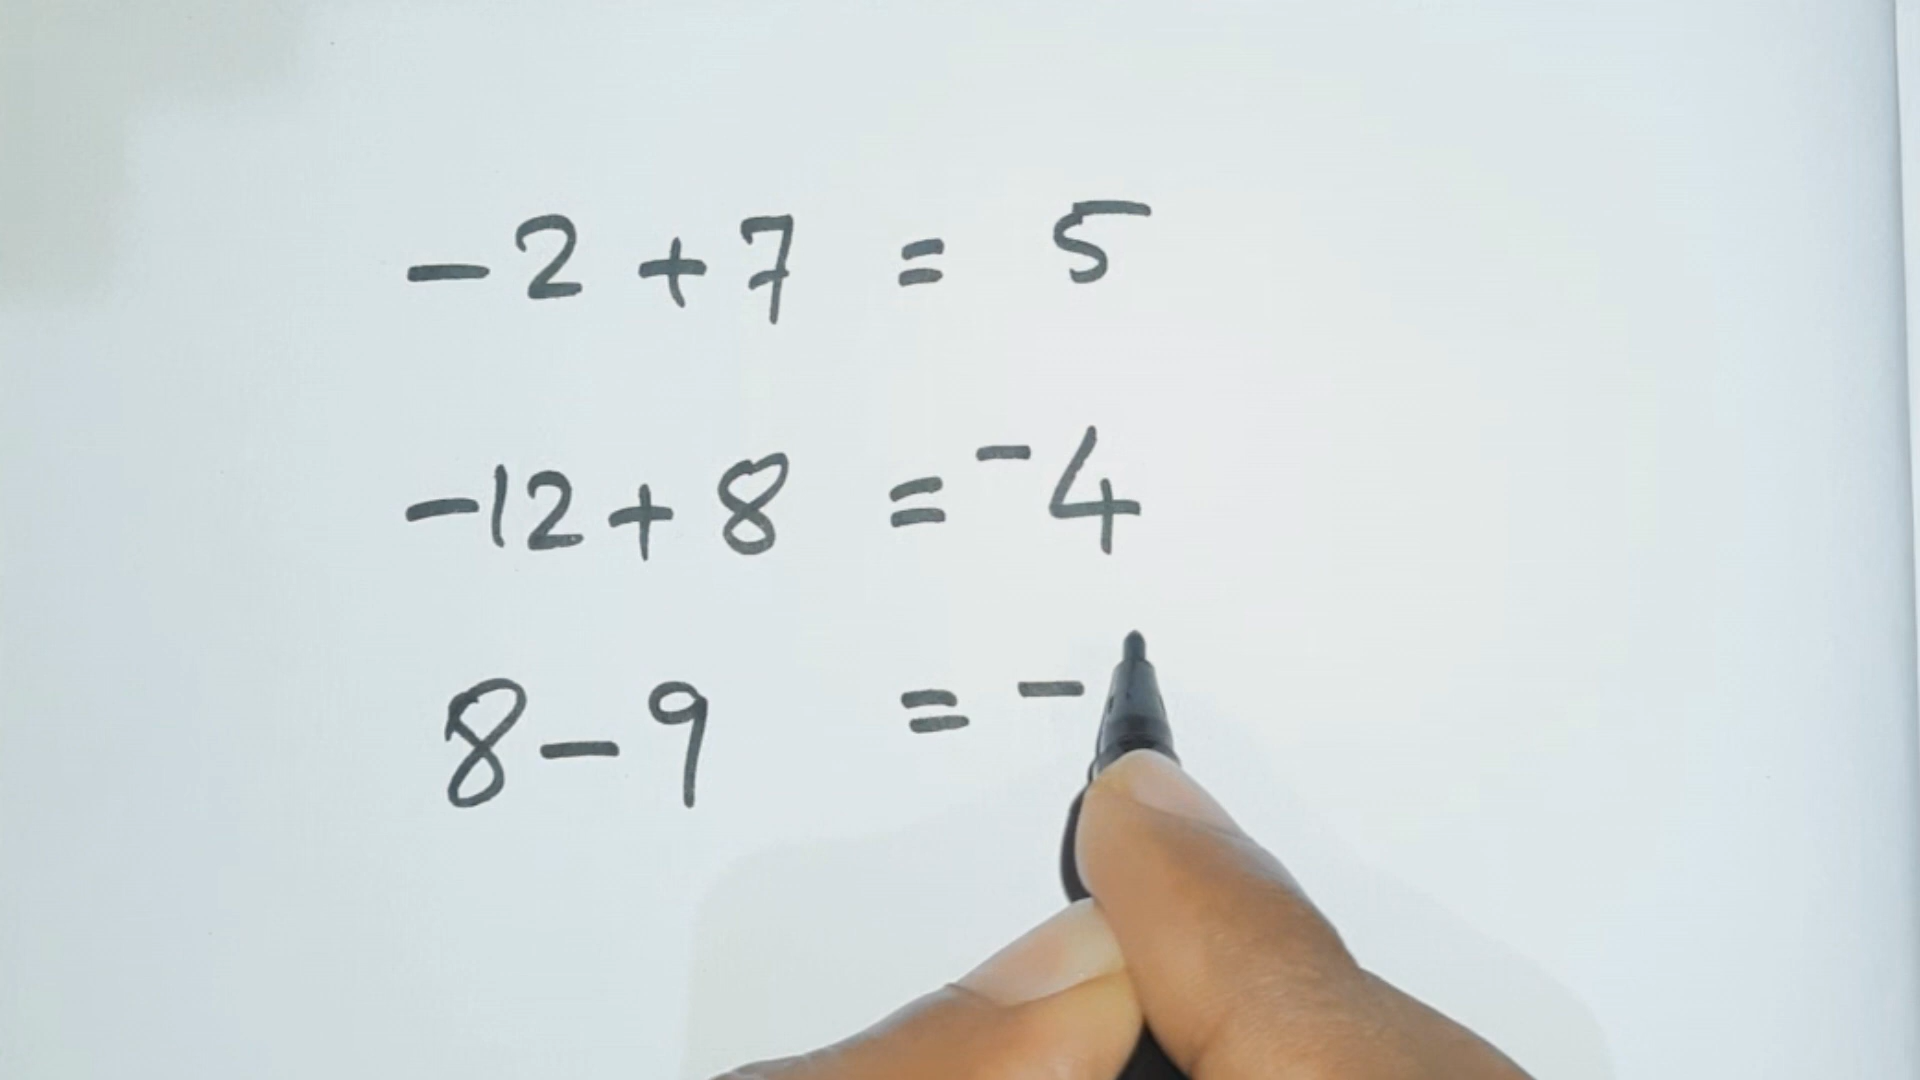 -2+7 = 5
-12+8 = -4
8-9 = -